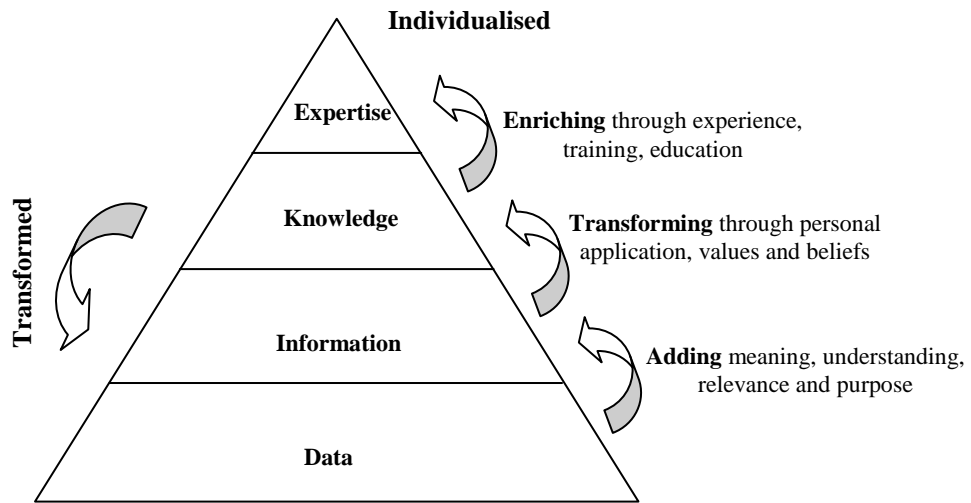 Individualised
Expertise
Enriching through experience,
training, education
Knowledge
Transforming through personal
application, values and beliefs
Transformed
Information
Adding meaning, understanding,
relevance and purpose
Data